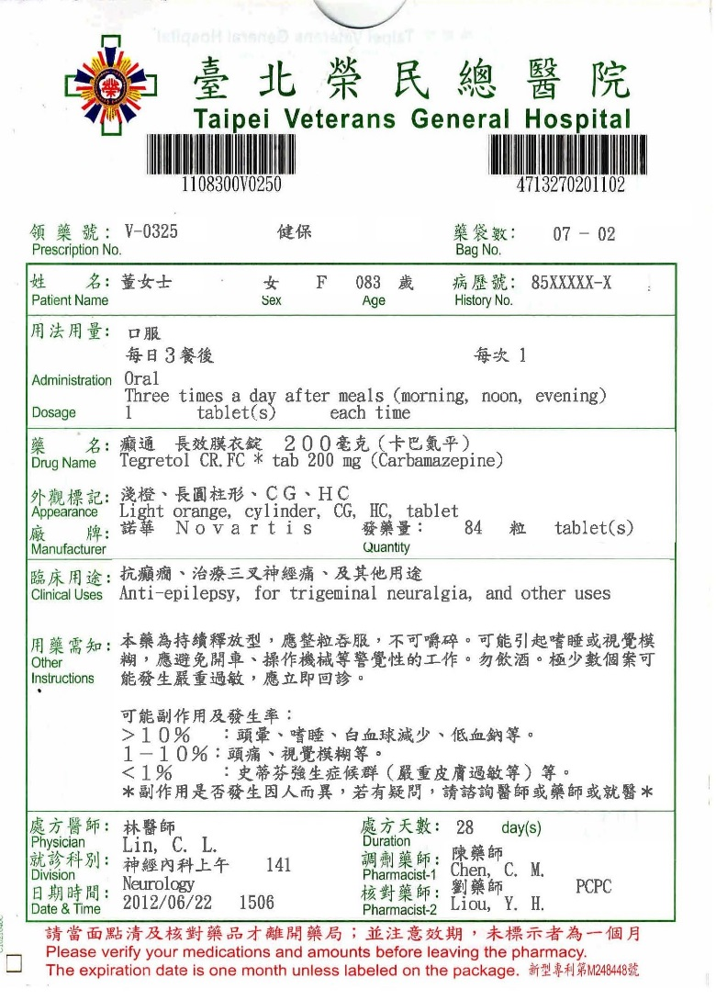 臺北榮民總醫院
Taipei Veterans General Hospital
1108300V0250 4713270201102
領藥號: V-0325 健保 藥袋數: 07 - 02
Prescription No. Bag No.
姓 名: 董女士 女 F 083 歲 病歷號: 85XXXXX-X
Patient Name Sex Age History No.
用法用量: 口服
每日3餐後 每次 1
Administration Oral
Three times a day after meals (morning, noon, evening)
Dosage 1 tablet(s) each time
藥 名: 癲通 長效膜衣錠 200毫克(卡巴氮平)
Drug Name Tegretol CR.FC * tab 200 mg (Carbamazepine)
外觀標記: 淺橙、長圓柱形、CG、HC
Appearance Light orange, cylinder, CG, HC, tablet
廠 牌: 諾華 Novartis 發藥量: 84 粒 tablet(s)
Manufacturer Quantity
臨床用途: 抗癲癇、治療三叉神經痛、及其他用途
Clinical Uses Anti-epilepsy, for trigeminal neuralgia, and other uses
用藥需知: 本藥為持續釋放型，應整粒吞服，不可嚼碎。可能引起嗜睡或視覺模
Other 糊，應避免開車、操作機械等警覺性的工作。勿飲酒。極少數個案可
Instructions 能發生嚴重過敏，應立即回診。
可能副作用及發生率：
>10% ：頭暈、嗜睡、白血球減少、低血鈉等。
1-10%：頭痛、視覺模糊等。
<1% ：史蒂芬強生症候群(嚴重皮膚過敏等)等。
*副作用是否發生因人而異，若有疑問，請諮詢醫師或藥師或就醫*
處方醫師: 林醫師 處方天數: 28 day(s)
Physician Lin, C. L. Duration
就診科別: 神經內科上午 141 調劑藥師: 陳藥師
Division Neurology Pharmacist-1 Chen, C. M.
日期時間: 2012/06/22 1506 核對藥師: 劉藥師 PCPC
Date & Time Pharmacist-2 Liou, Y. H.
請當面點清及核對藥品才離開藥局；並注意效期，未標示者為一個月
Please verify your medications and amounts before leaving the pharmacy.
The expiration date is one month unless labeled on the package. 新型專利第M248448號